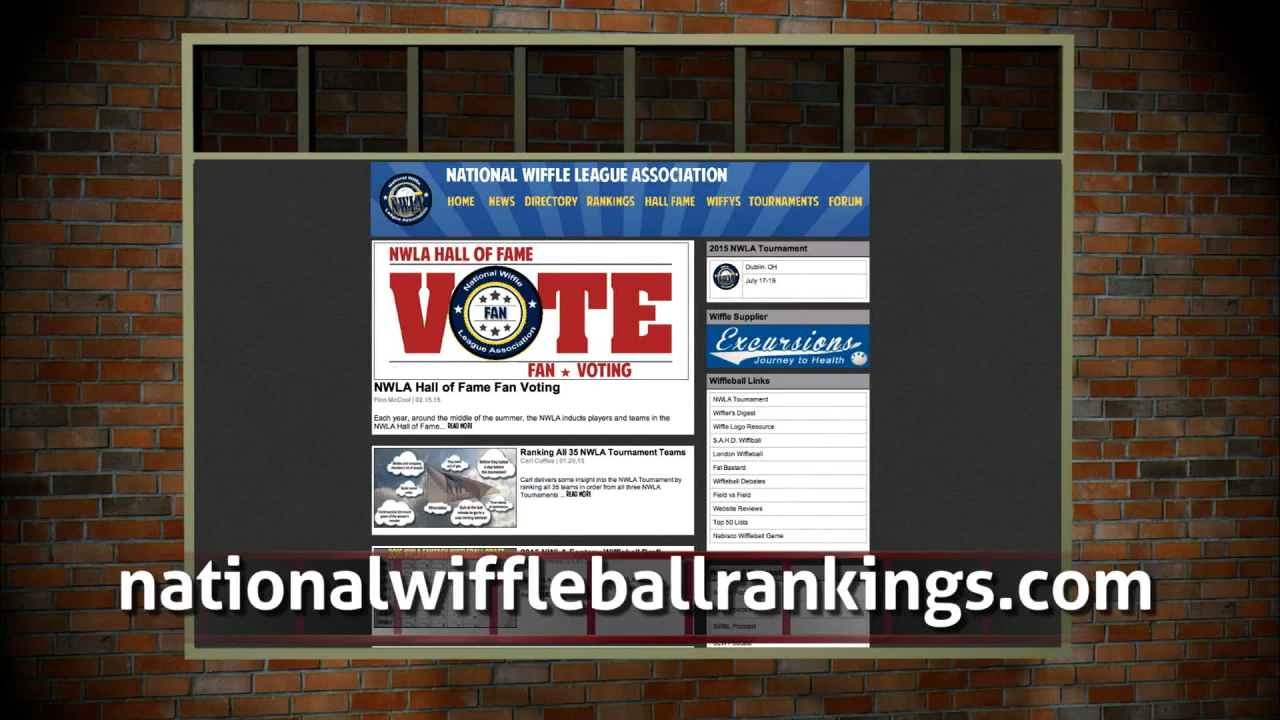 NATIONAL WIFFLE LEAGUE ASSOCIATION
HOME NEWS DIRECTORY RANKINGS HALL FAME WIFFYS TOURNAMENTS FORUM
NWLA HALL OF FAME
VOTE
National Wiffle
FAN
League Association
FAN ★ VOTING
NWLA Hall of Fame Fan Voting
Finn McCool | 02.15.15
Each year, around the middle of the summer, the NWLA inducts players and teams in the
NWLA Hall of Fame... READ MORE
Ranking All 35 NWLA Tournament Teams
Carl Coffee | 01.20.15
Carl delivers some insight into the NWLA Tournament by
ranking all 35 teams in order from all three NWLA
Tournaments ... READ MORE
2015 NWLA Tournament
Dublin, OH
July 17-19
Wiffle Supplier
Excursions
Journey to Health
Wiffleball Links
NWLA Tournament
Wiffler's Digest
Wiffle Logo Resource
S.A.H.D. Wiffball
London Wiffleball
Fat Bastard
Wiffleball Debates
Field vs Field
Website Reviews
Top 50 Lists
Nabisco Wiffleball Game
nationalwiffleballrankings.com